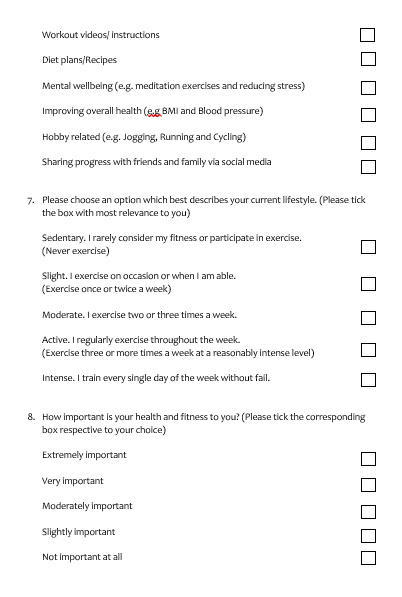 Workout videos/ instructions
Diet plans/Recipes
Mental wellbeing (e.g. meditation exercises and reducing stress)
Improving overall health (e.g BMI and Blood pressure)
Hobby related (e.g. Jogging, Running and Cycling)
Sharing progress with friends and family via social media
7. Please choose an option which best describes your current lifestyle. (Please tick
the box with most relevance to you)
Sedentary. I rarely consider my fitness or participate in exercise.
(Never exercise)
Slight. I exercise on occasion or when I am able.
(Exercise once or twice a week)
Moderate. I exercise two or three times a week.
Active. I regularly exercise throughout the week.
(Exercise three or more times a week at a reasonably intense level)
Intense. I train every single day of the week without fail.
8. How important is your health and fitness to you? (Please tick the corresponding
box respective to your choice)
Extremely important
Very important
Moderately important
Slightly important
Not important at all